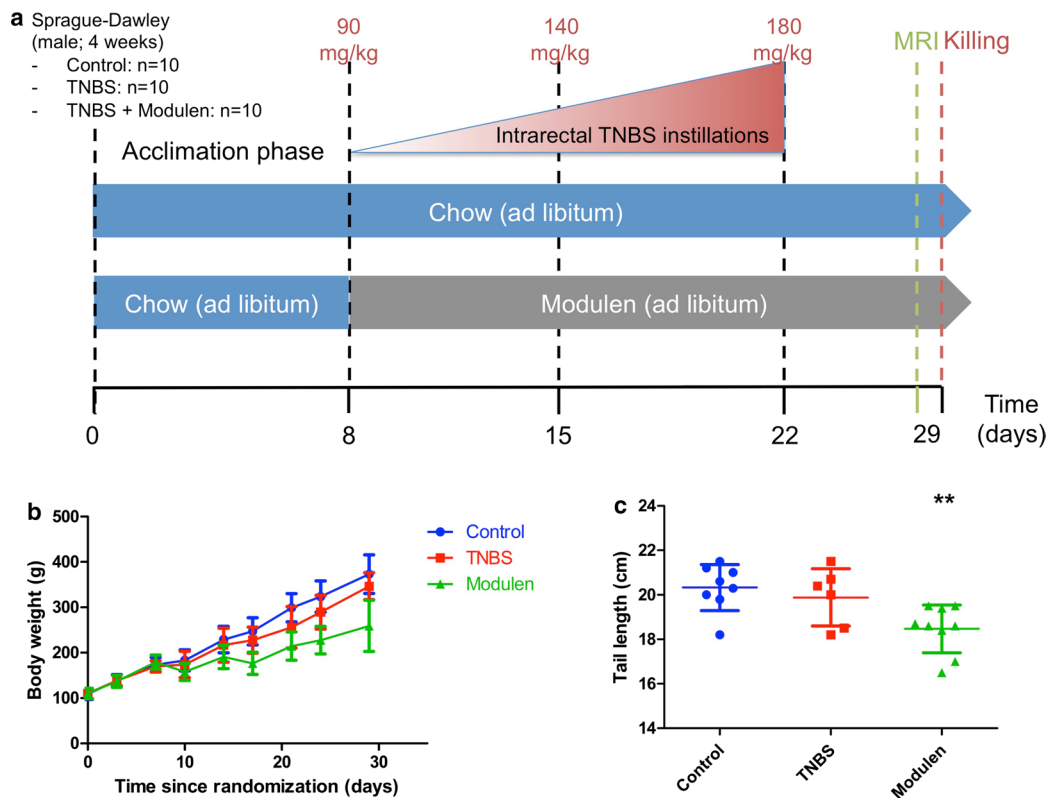 a
Sprague-Dawley
(male; 4 weeks)
- Control: n=10
- TNBS: n=10
- TNBS + Modulen: n=10
90
mg/kg
140
mg/kg
180
mg/kg
MRI
Killing
Acclimation phase
Intrarectal TNBS instillations
Chow (ad libitum)
Chow (ad libitum)
Modulen (ad libitum)
0
8
15
22
29
Time
(days)
b
500
400
300
200
100
0
Body weight (g)
0
10
20
30
Time since randomization (days)
Control
TNBS
Modulen
c
24
22
20
18
16
14
Tail length (cm)
**
Control
TNBS
Modulen